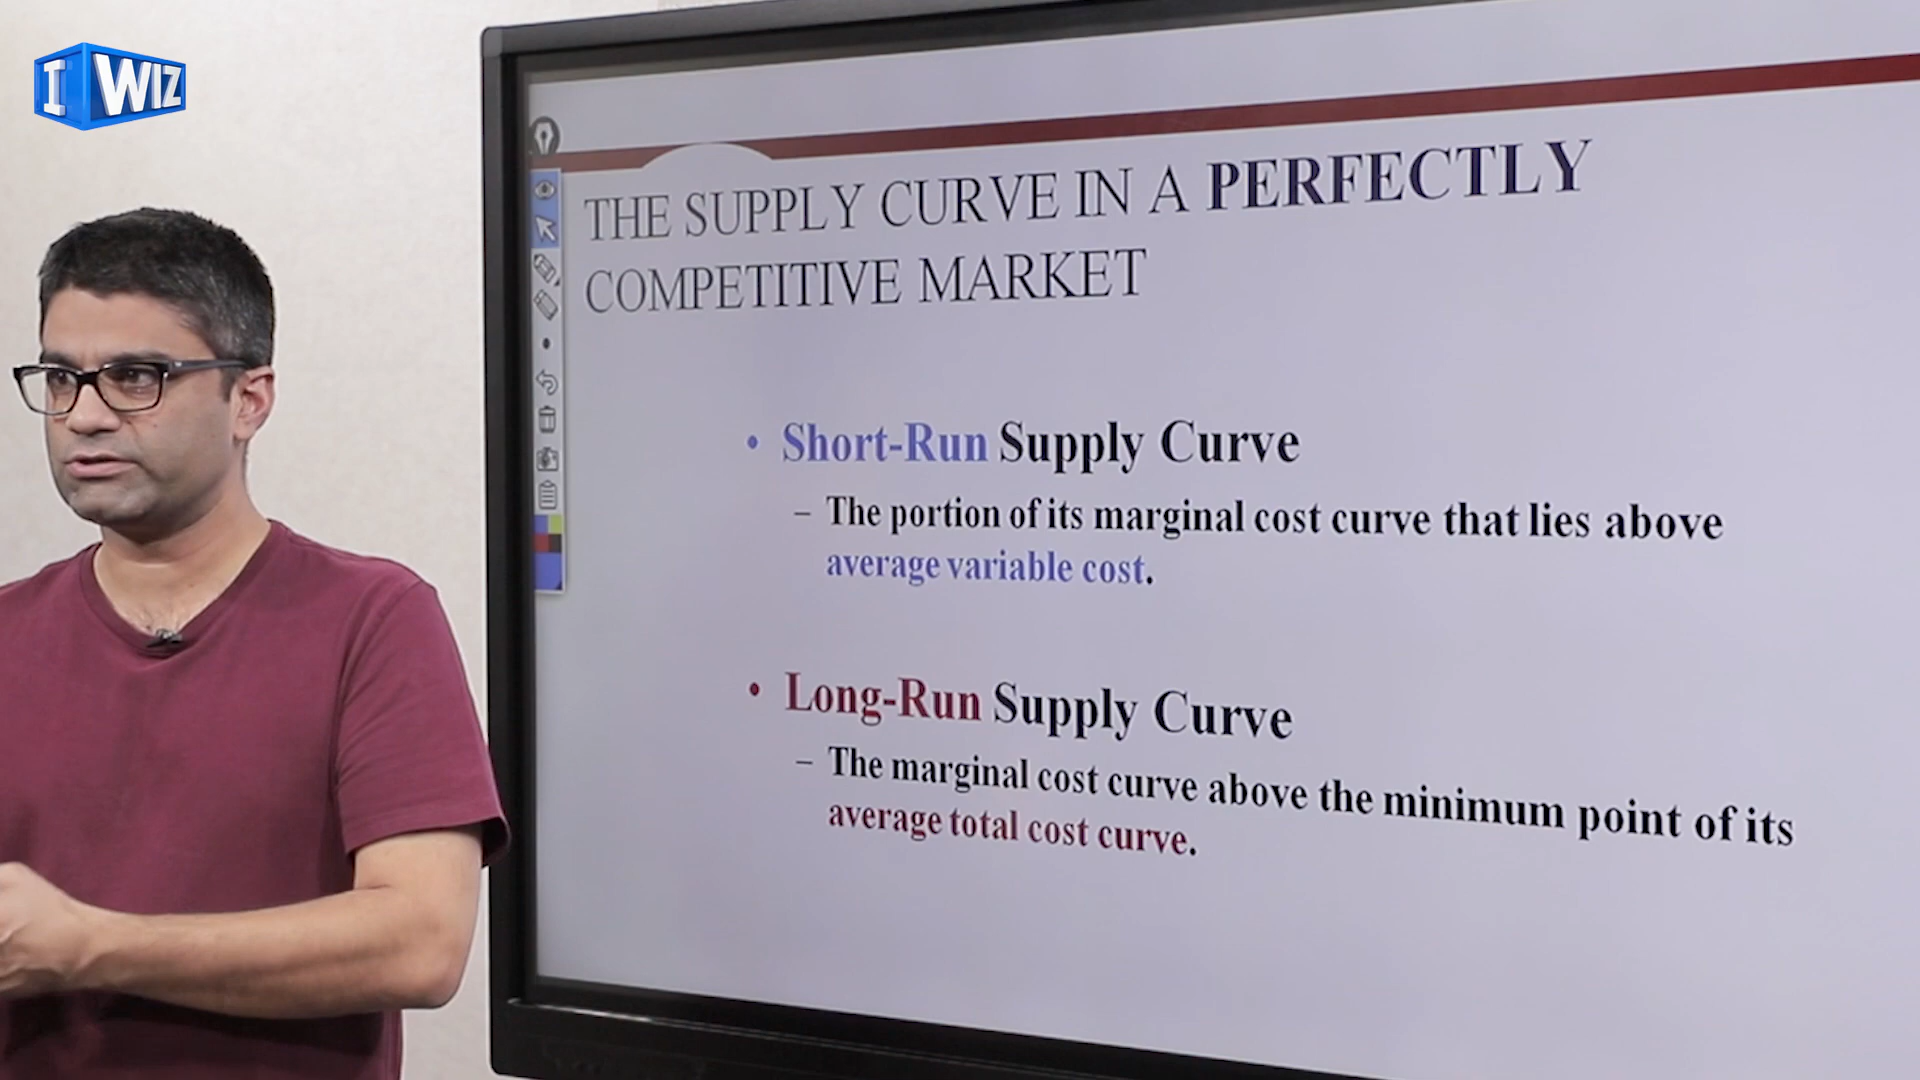 I WIZ
THE SUPPLY CURVE IN A PERFECTLY
COMPETITIVE MARKET
• Short-Run Supply Curve
– The portion of its marginal cost curve that lies above
average variable cost.
• Long-Run Supply Curve
– The marginal cost curve above the minimum point of its
average total cost curve.